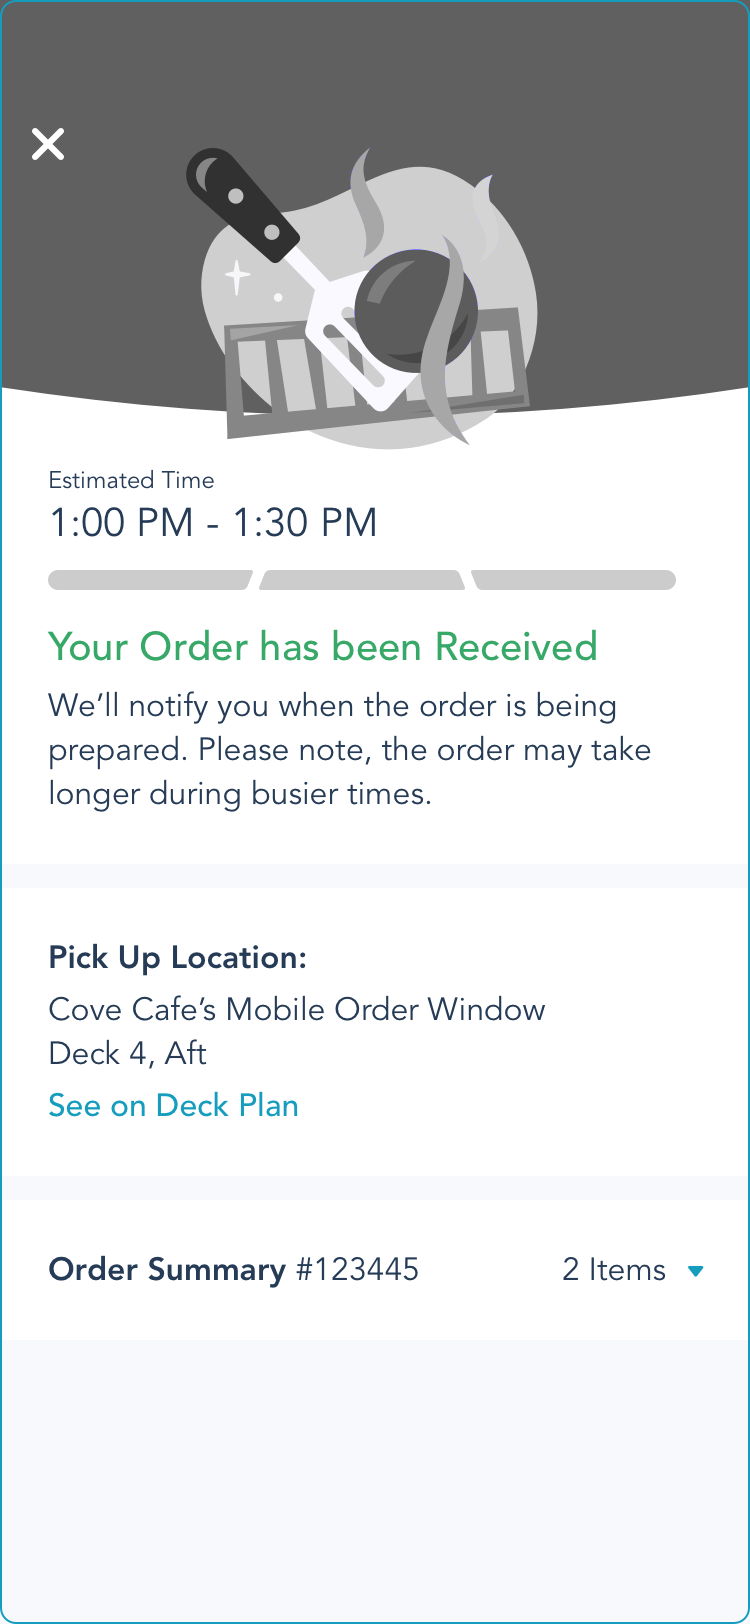 Estimated Time
1:00 PM - 1:30 PM
Your Order has been Received
We’ll notify you when the order is being
prepared. Please note, the order may take
longer during busier times.
Pick Up Location:
Cove Cafe’s Mobile Order Window
Deck 4, Aft
See on Deck Plan
Order Summary #123445 2 Items